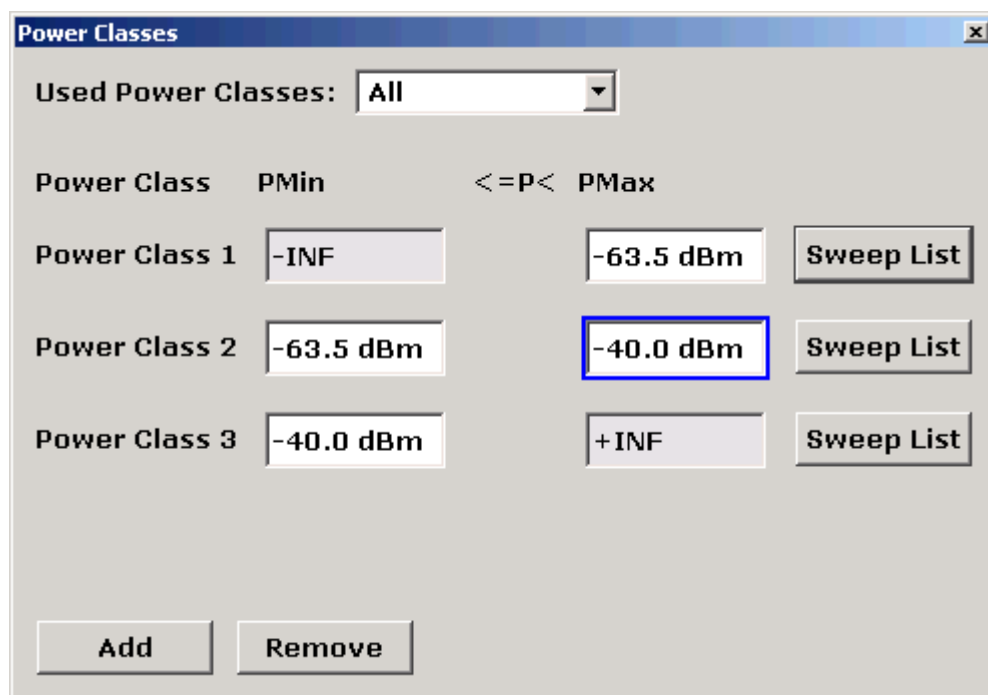 Power Classes
Used Power Classes: All
Power Class PMin <=P< PMax
Power Class 1 -INF -63.5 dBm Sweep List
Power Class 2 -63.5 dBm -40.0 dBm Sweep List
Power Class 3 -40.0 dBm +INF Sweep List
Add Remove